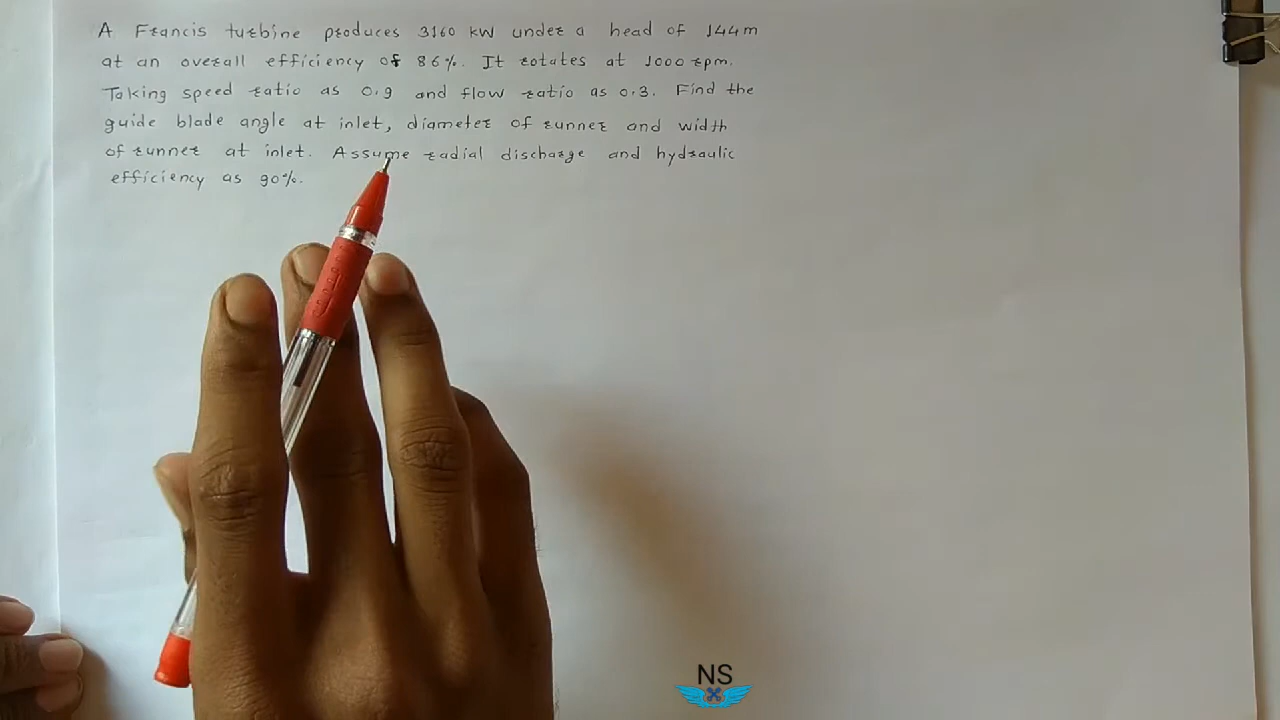 A Francis turbine produces 3160 kW under a head of 144m
at an overall efficiency of 86%. It rotates at 1000 rpm.
Taking speed ratio as 0.9 and flow ratio as 0.3. Find the
guide blade angle at inlet, diameter of runner and width
of runner at inlet. Assume radial discharge and hydraulic
efficiency as 90%.
NS